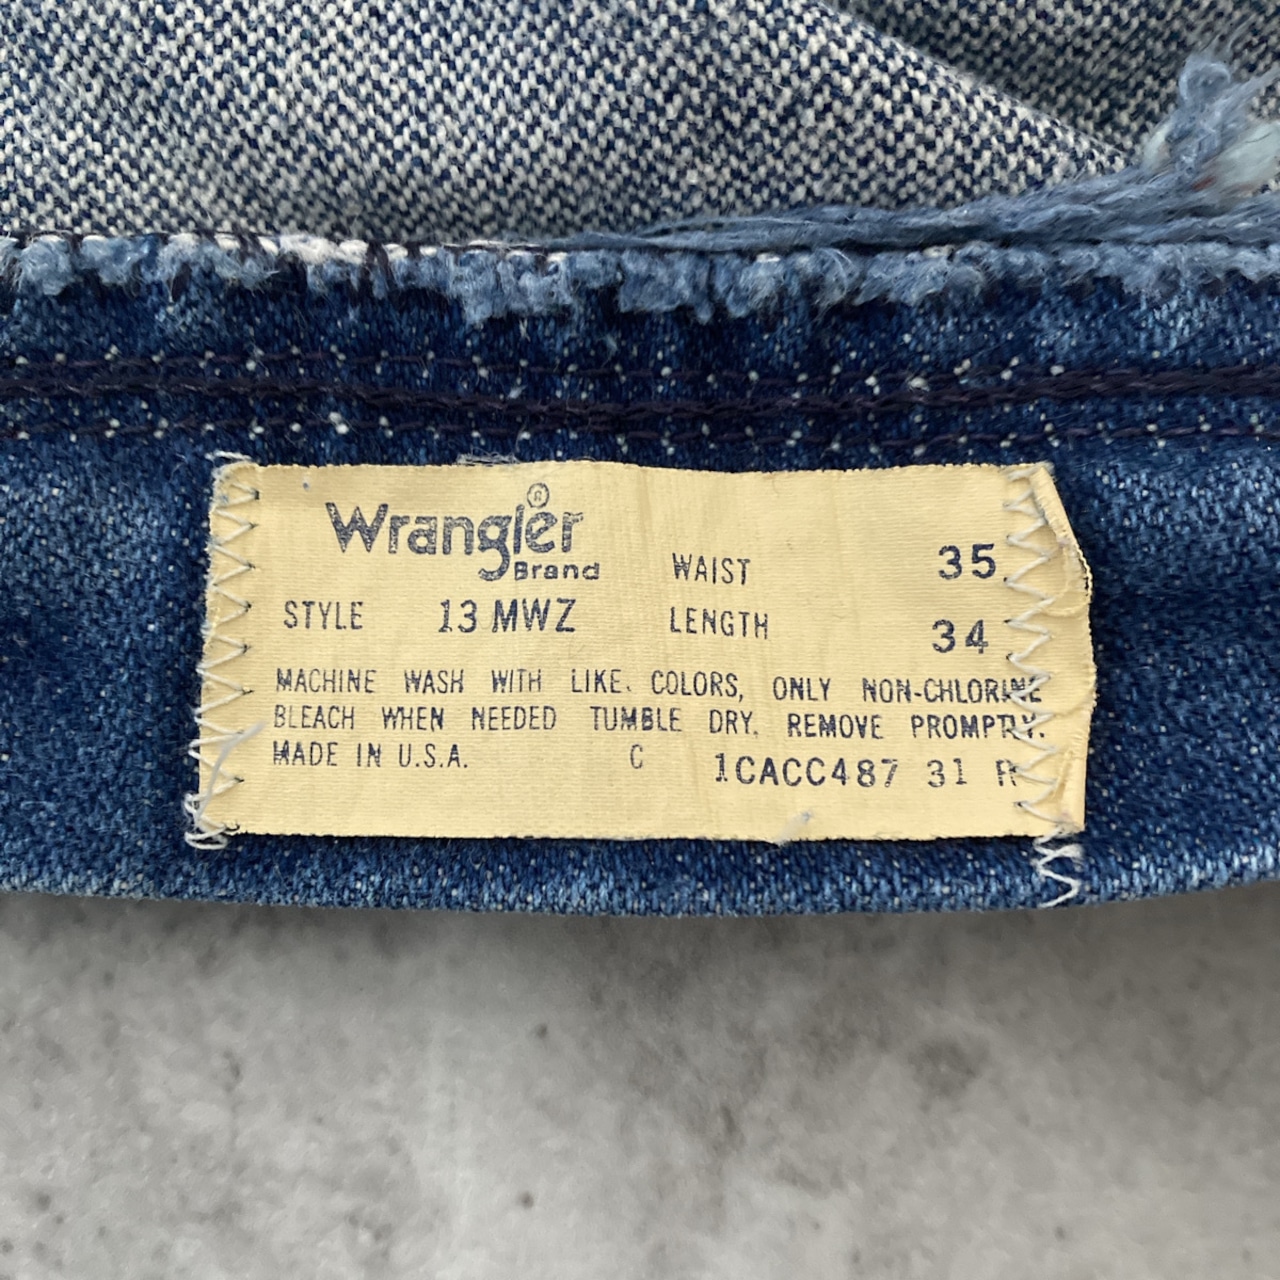 Wrangler®
Brand
WAIST 35
STYLE 13 MWZ
LENGTH 34
MACHINE WASH WITH LIKE. COLORS, ONLY NON-CHLORINE
BLEACH WHEN NEEDED TUMBLE DRY. REMOVE PROMPTLY.
MADE IN U.S.A. C 1CACC487 31 R